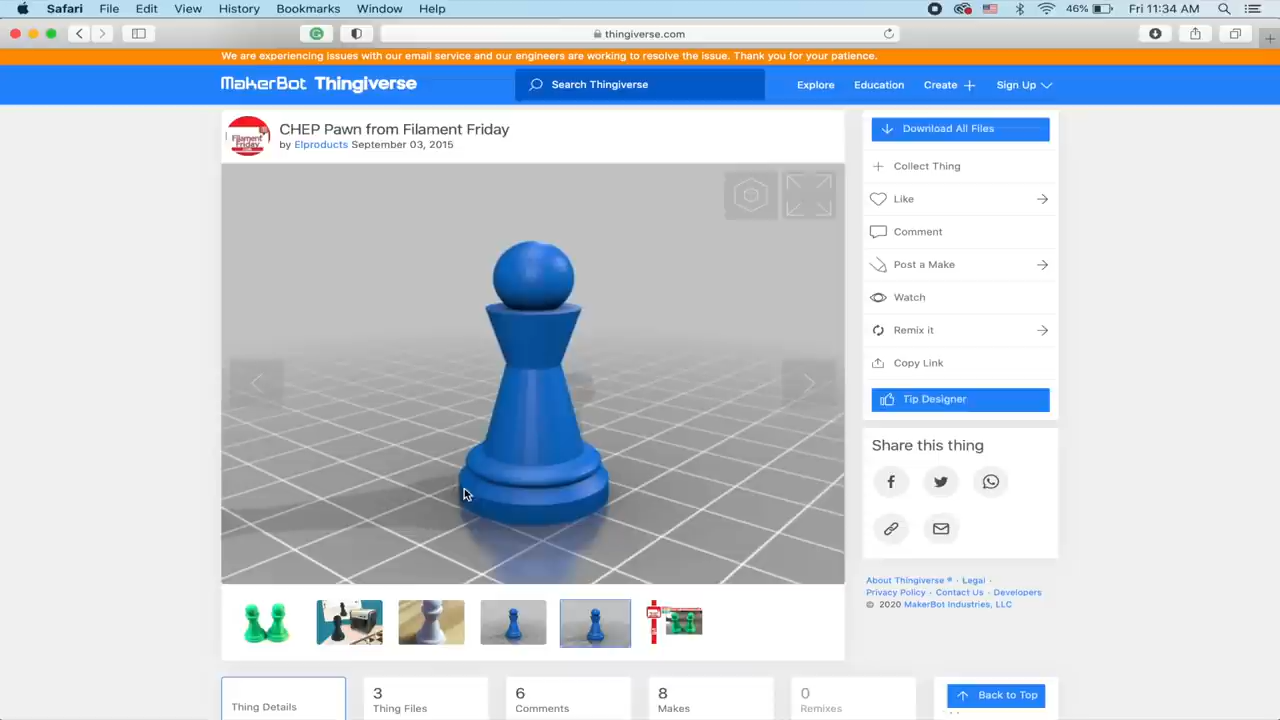 Safari File Edit View History Bookmarks Window Help 46% Fri 11:34 AM
thingiverse.com
We are experiencing issues with our email service and our engineers are working to resolve the issue. Thank you for your patience.
MakerBot Thingiverse Search Thingiverse Explore Education Create Sign Up
Filament
Friday
CHEP Pawn from Filament Friday
by Elproducts September 03, 2015
Download All Files
Collect Thing
Like
Comment
Post a Make
Watch
Remix it
Copy Link
Tip Designer
Share this thing
About Thingiverse ® · Legal ·
Privacy Policy · Contact Us · Developers
© 2020 MakerBot Industries, LLC
Thing Details
3
Thing Files
6
Comments
8
Makes
0
Remixes
Back to Top